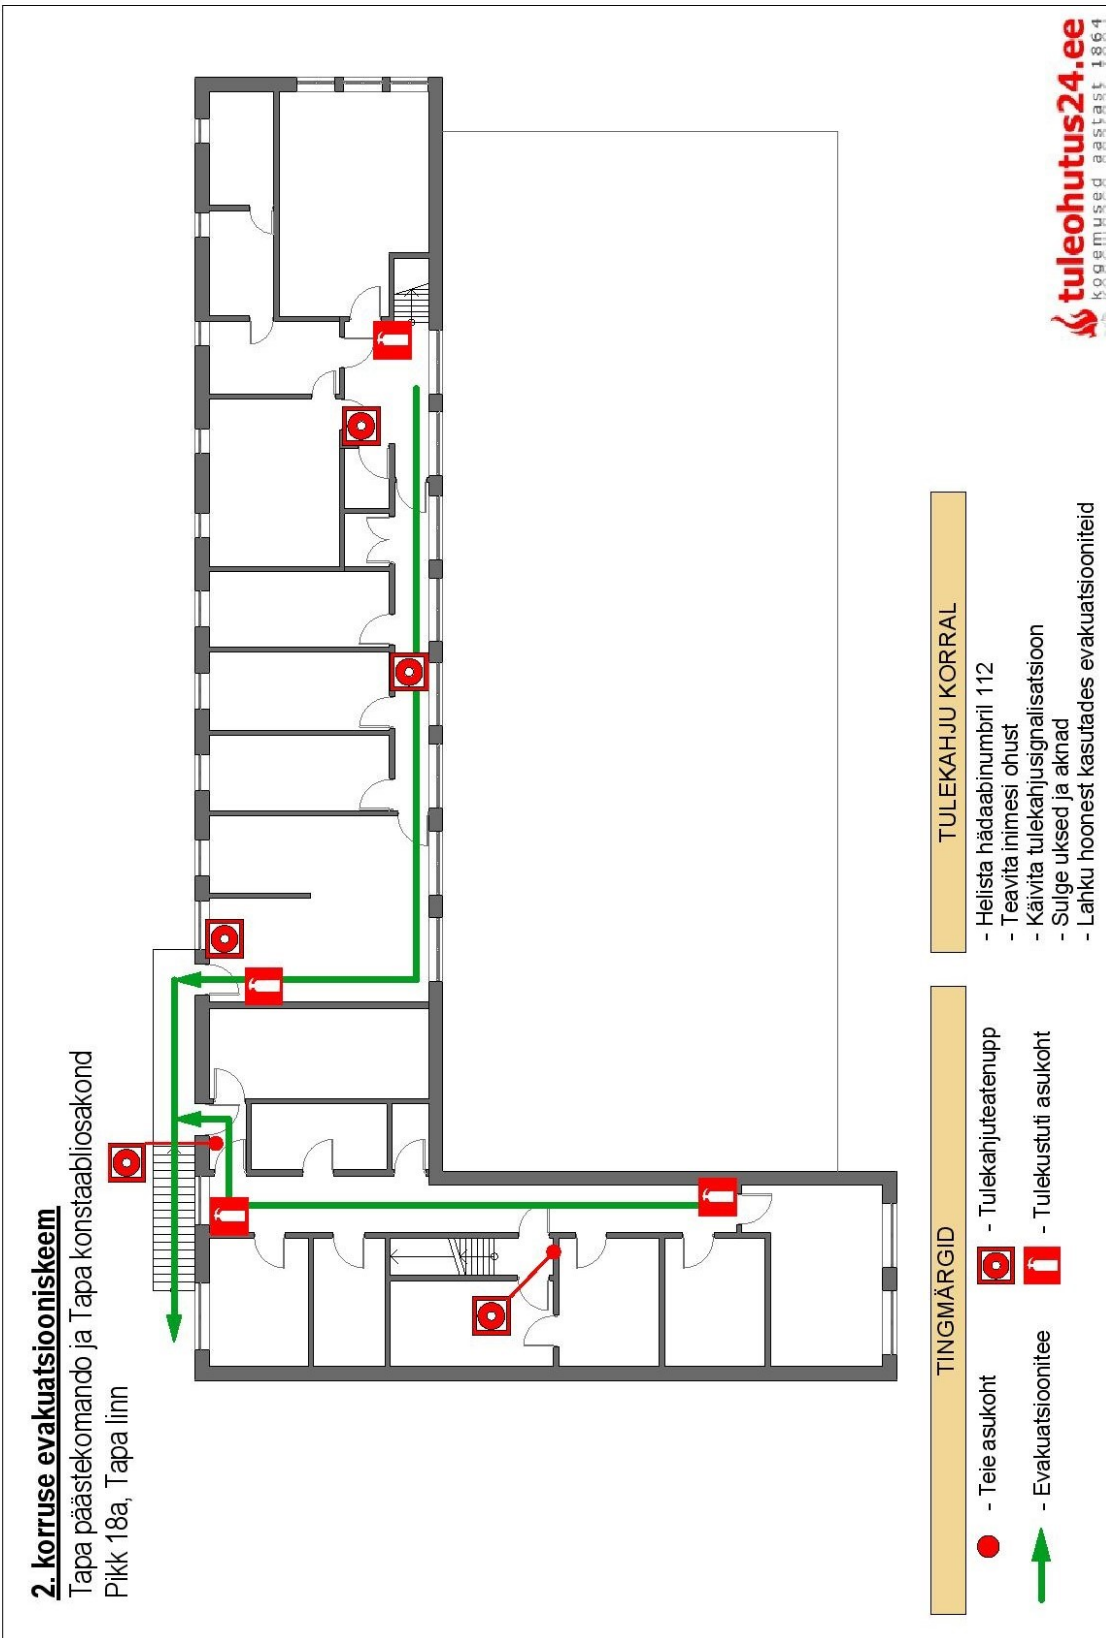 2. korruse evakuatsiooniskeem
Tapa päästekomando ja Tapa konstaabliosakond
Pikk 18a, Tapa linn
TINGMÄRGID
- Teie asukoht
- Tulekahjuteatenupp
- Evakuatsioonitee
- Tulekustuti asukoht
TULEKAHJU KORRAL
- Helista hädaabinumbril 112
- Teavita inimesi ohust
- Käivita tulekahjusignalisatsioon
- Sulge uksed ja aknad
- Lahku hoonest kasutades evakuatsiooniteid
tuleohutus24.ee
kogemused aastast 1864